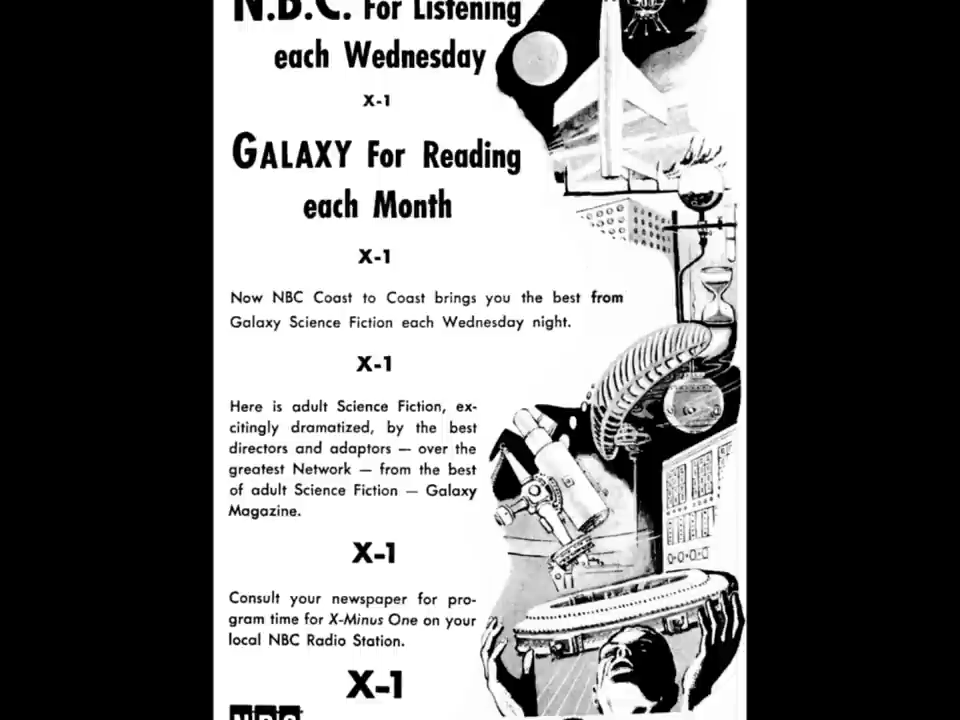 N.B.C. For Listening
each Wednesday
X-1
GALAXY For Reading
each Month
X-1
Now NBC Coast to Coast brings you the best from
Galaxy Science Fiction each Wednesday night.
X-1
Here is adult Science Fiction, ex-
citingly dramatized, by the best
directors and adaptors — over the
greatest Network — from the best
of adult Science Fiction — Galaxy
Magazine.
X-1
Consult your newspaper for pro-
gram time for X-Minus One on your
local NBC Radio Station.
X-1
NBC